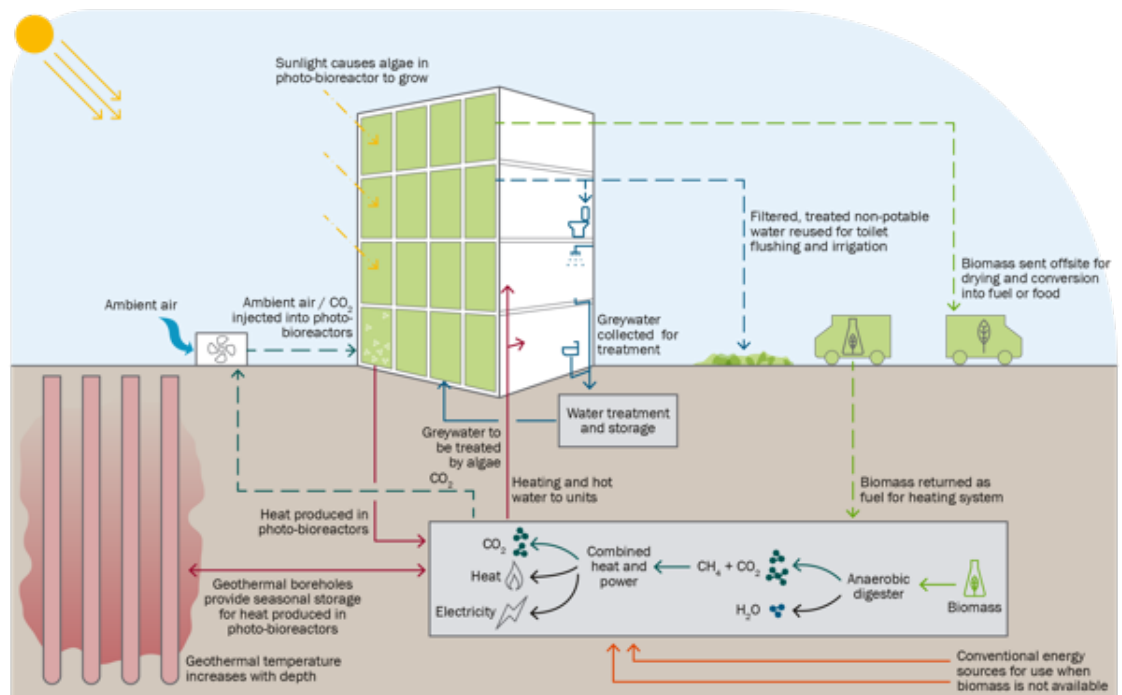 Sunlight causes algae in
photo-bioreactor to grow
Ambient air
Ambient air / CO₂
injected into photo-
bioreactors
Filtered, treated non-potable
water reused for toilet
flushing and irrigation
Biomass sent offsite for
drying and conversion
into fuel or food
Greywater
collected for
treatment
Water treatment
and storage
Greywater to
be treated
by algae
CO₂
Heating and hot
water to units
Biomass returned as
fuel for heating system
Heat produced in
photo-bioreactors
Geothermal boreholes
provide seasonal storage
for heat produced in
photo-bioreactors
Geothermal temperature
increases with depth
CO₂
Heat
Electricity
Combined
heat and
power
CH₄ + CO₂
H₂O
Anaerobic
digester
Biomass
Conventional energy
sources for use when
biomass is not available